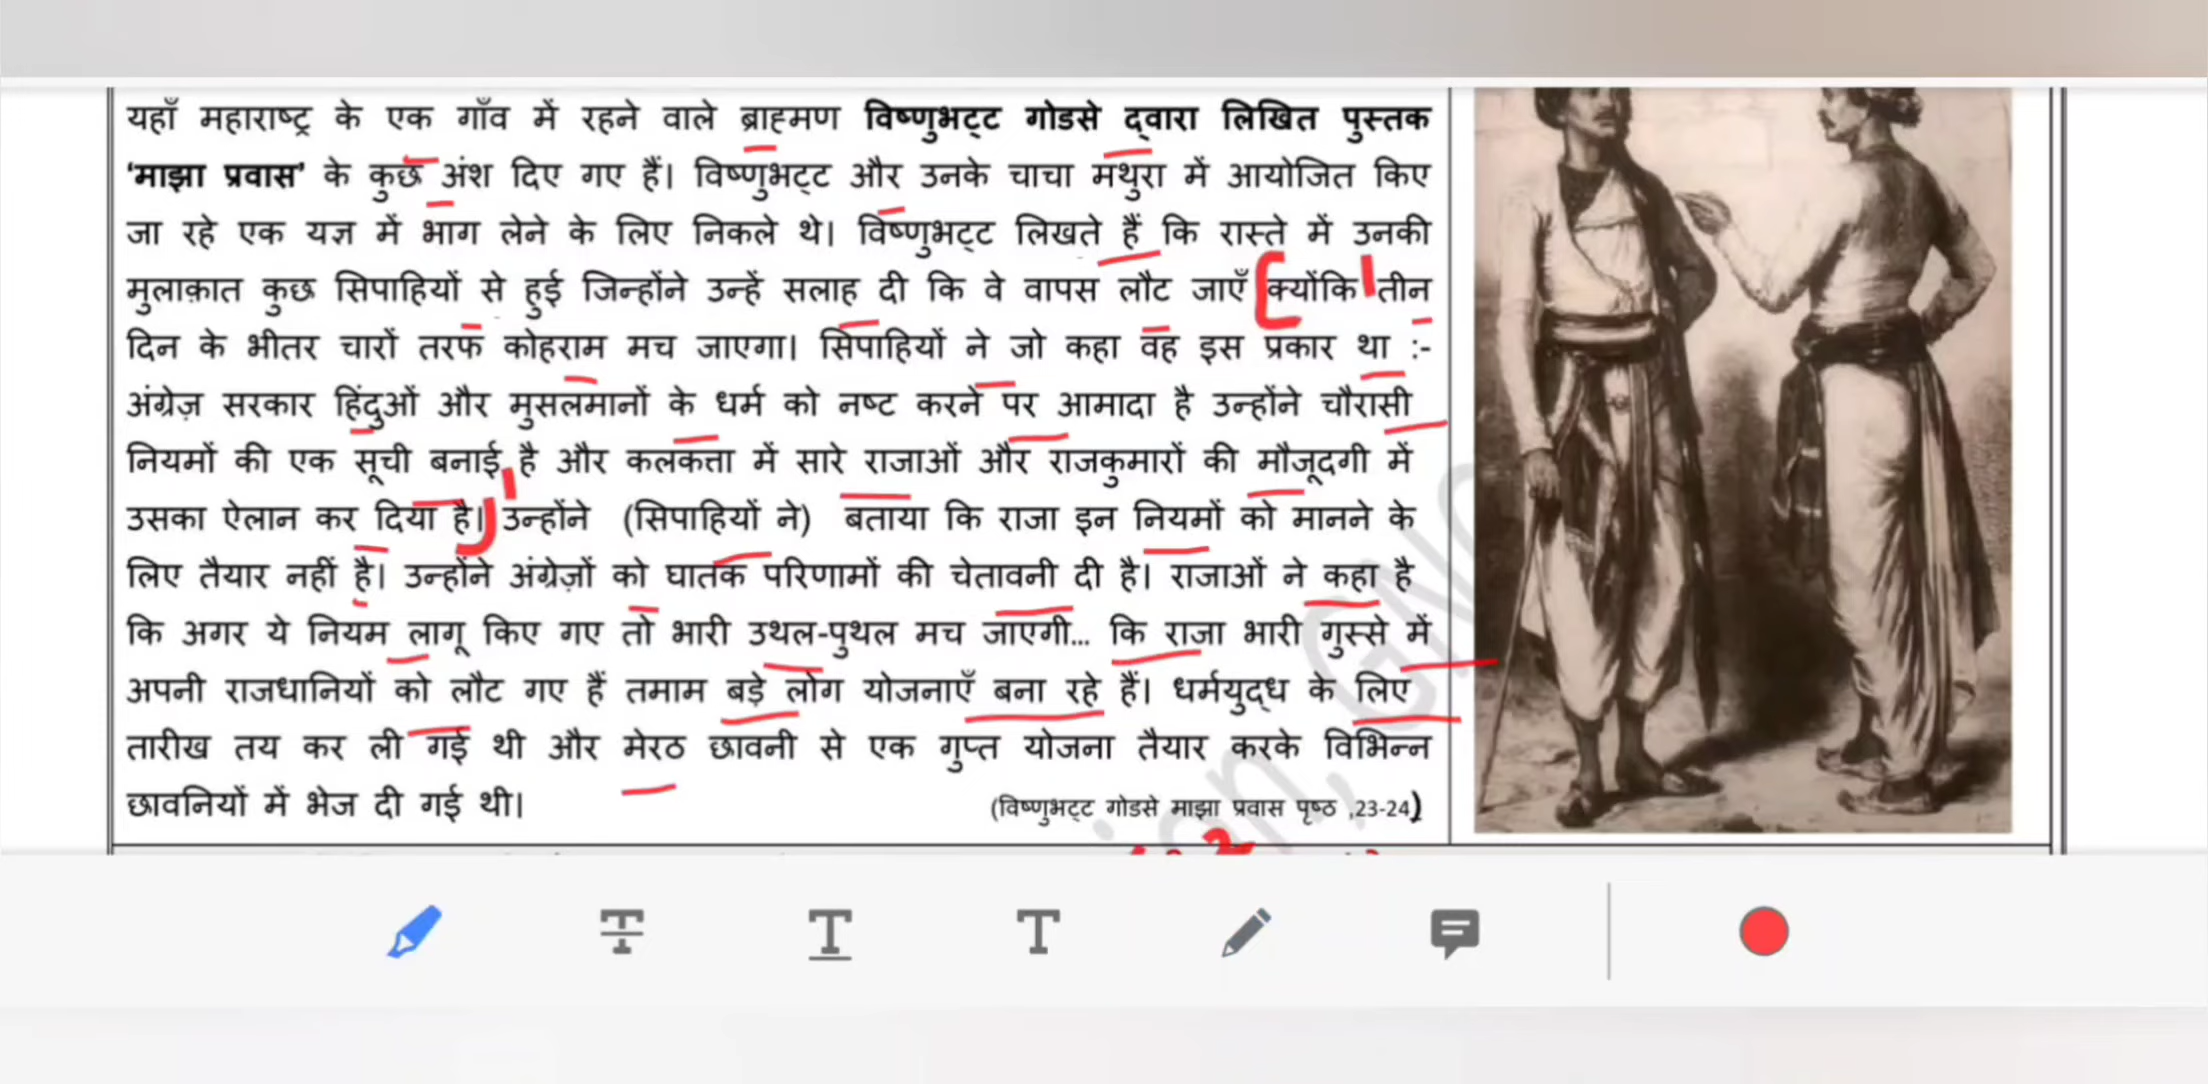 यहाँ महाराष्ट्र के एक गाँव में रहने वाले ब्राह्मण विष्णुभट्ट गोडसे द्वारा लिखित पुस्तक
'माझा प्रवास' के कुछ अंश दिए गए हैं। विष्णुभट्ट और उनके चाचा मथुरा में आयोजित किए
जा रहे एक यज्ञ में भाग लेने के लिए निकले थे। विष्णुभट्ट लिखते हैं कि रास्ते में उनकी
मुलाक़ात कुछ सिपाहियों से हुई जिन्होंने उन्हें सलाह दी कि वे वापस लौट जाएँ क्योंकि तीन
दिन के भीतर चारों तरफ कोहराम मच जाएगा। सिपाहियों ने जो कहा वह इस प्रकार था :-
अंग्रेज़ सरकार हिंदुओं और मुसलमानों के धर्म को नष्ट करने पर आमादा है उन्होंने चौरासी
नियमों की एक सूची बनाई है और कलकत्ता में सारे राजाओं और राजकुमारों की मौजूदगी में
उसका ऐलान कर दिया है। उन्होंने (सिपाहियों ने) बताया कि राजा इन नियमों को मानने के
लिए तैयार नहीं है। उन्होंने अंग्रेज़ों को घातक परिणामों की चेतावनी दी है। राजाओं ने कहा है
कि अगर ये नियम लागू किए गए तो भारी उथल-पुथल मच जाएगी... कि राजा भारी गुस्से में
अपनी राजधानियों को लौट गए हैं तमाम बड़े लोग योजनाएँ बना रहे हैं। धर्मयुद्ध के लिए
तारीख तय कर ली गई थी और मेरठ छावनी से एक गुप्त योजना तैयार करके विभिन्न
छावनियों में भेज दी गई थी।
(विष्णुभट्ट गोडसे माझा प्रवास पृष्ठ ,23-24)